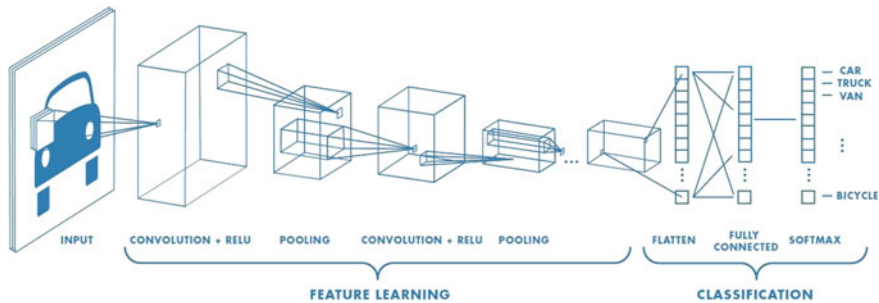 CAR
TRUCK
VAN
BICYCLE
INPUT
CONVOLUTION + RELU
POOLING
CONVOLUTION + RELU
POOLING
FLATTEN
FULLY
CONNECTED
SOFTMAX
FEATURE LEARNING
CLASSIFICATION